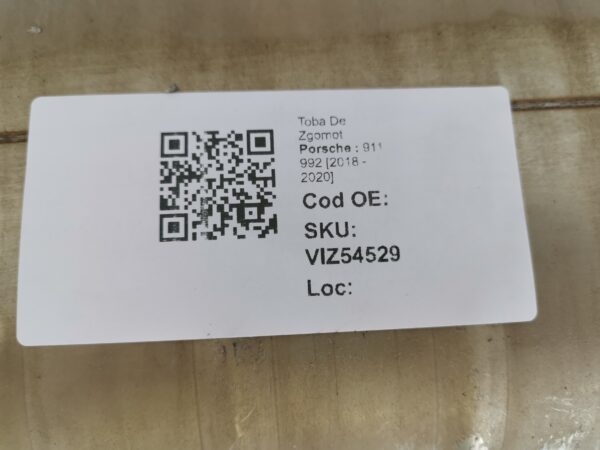 Toba De
Zgomot
Porsche : 911
992 [2018 -
2020]
Cod OE:
SKU:
VIZ54529
Loc: